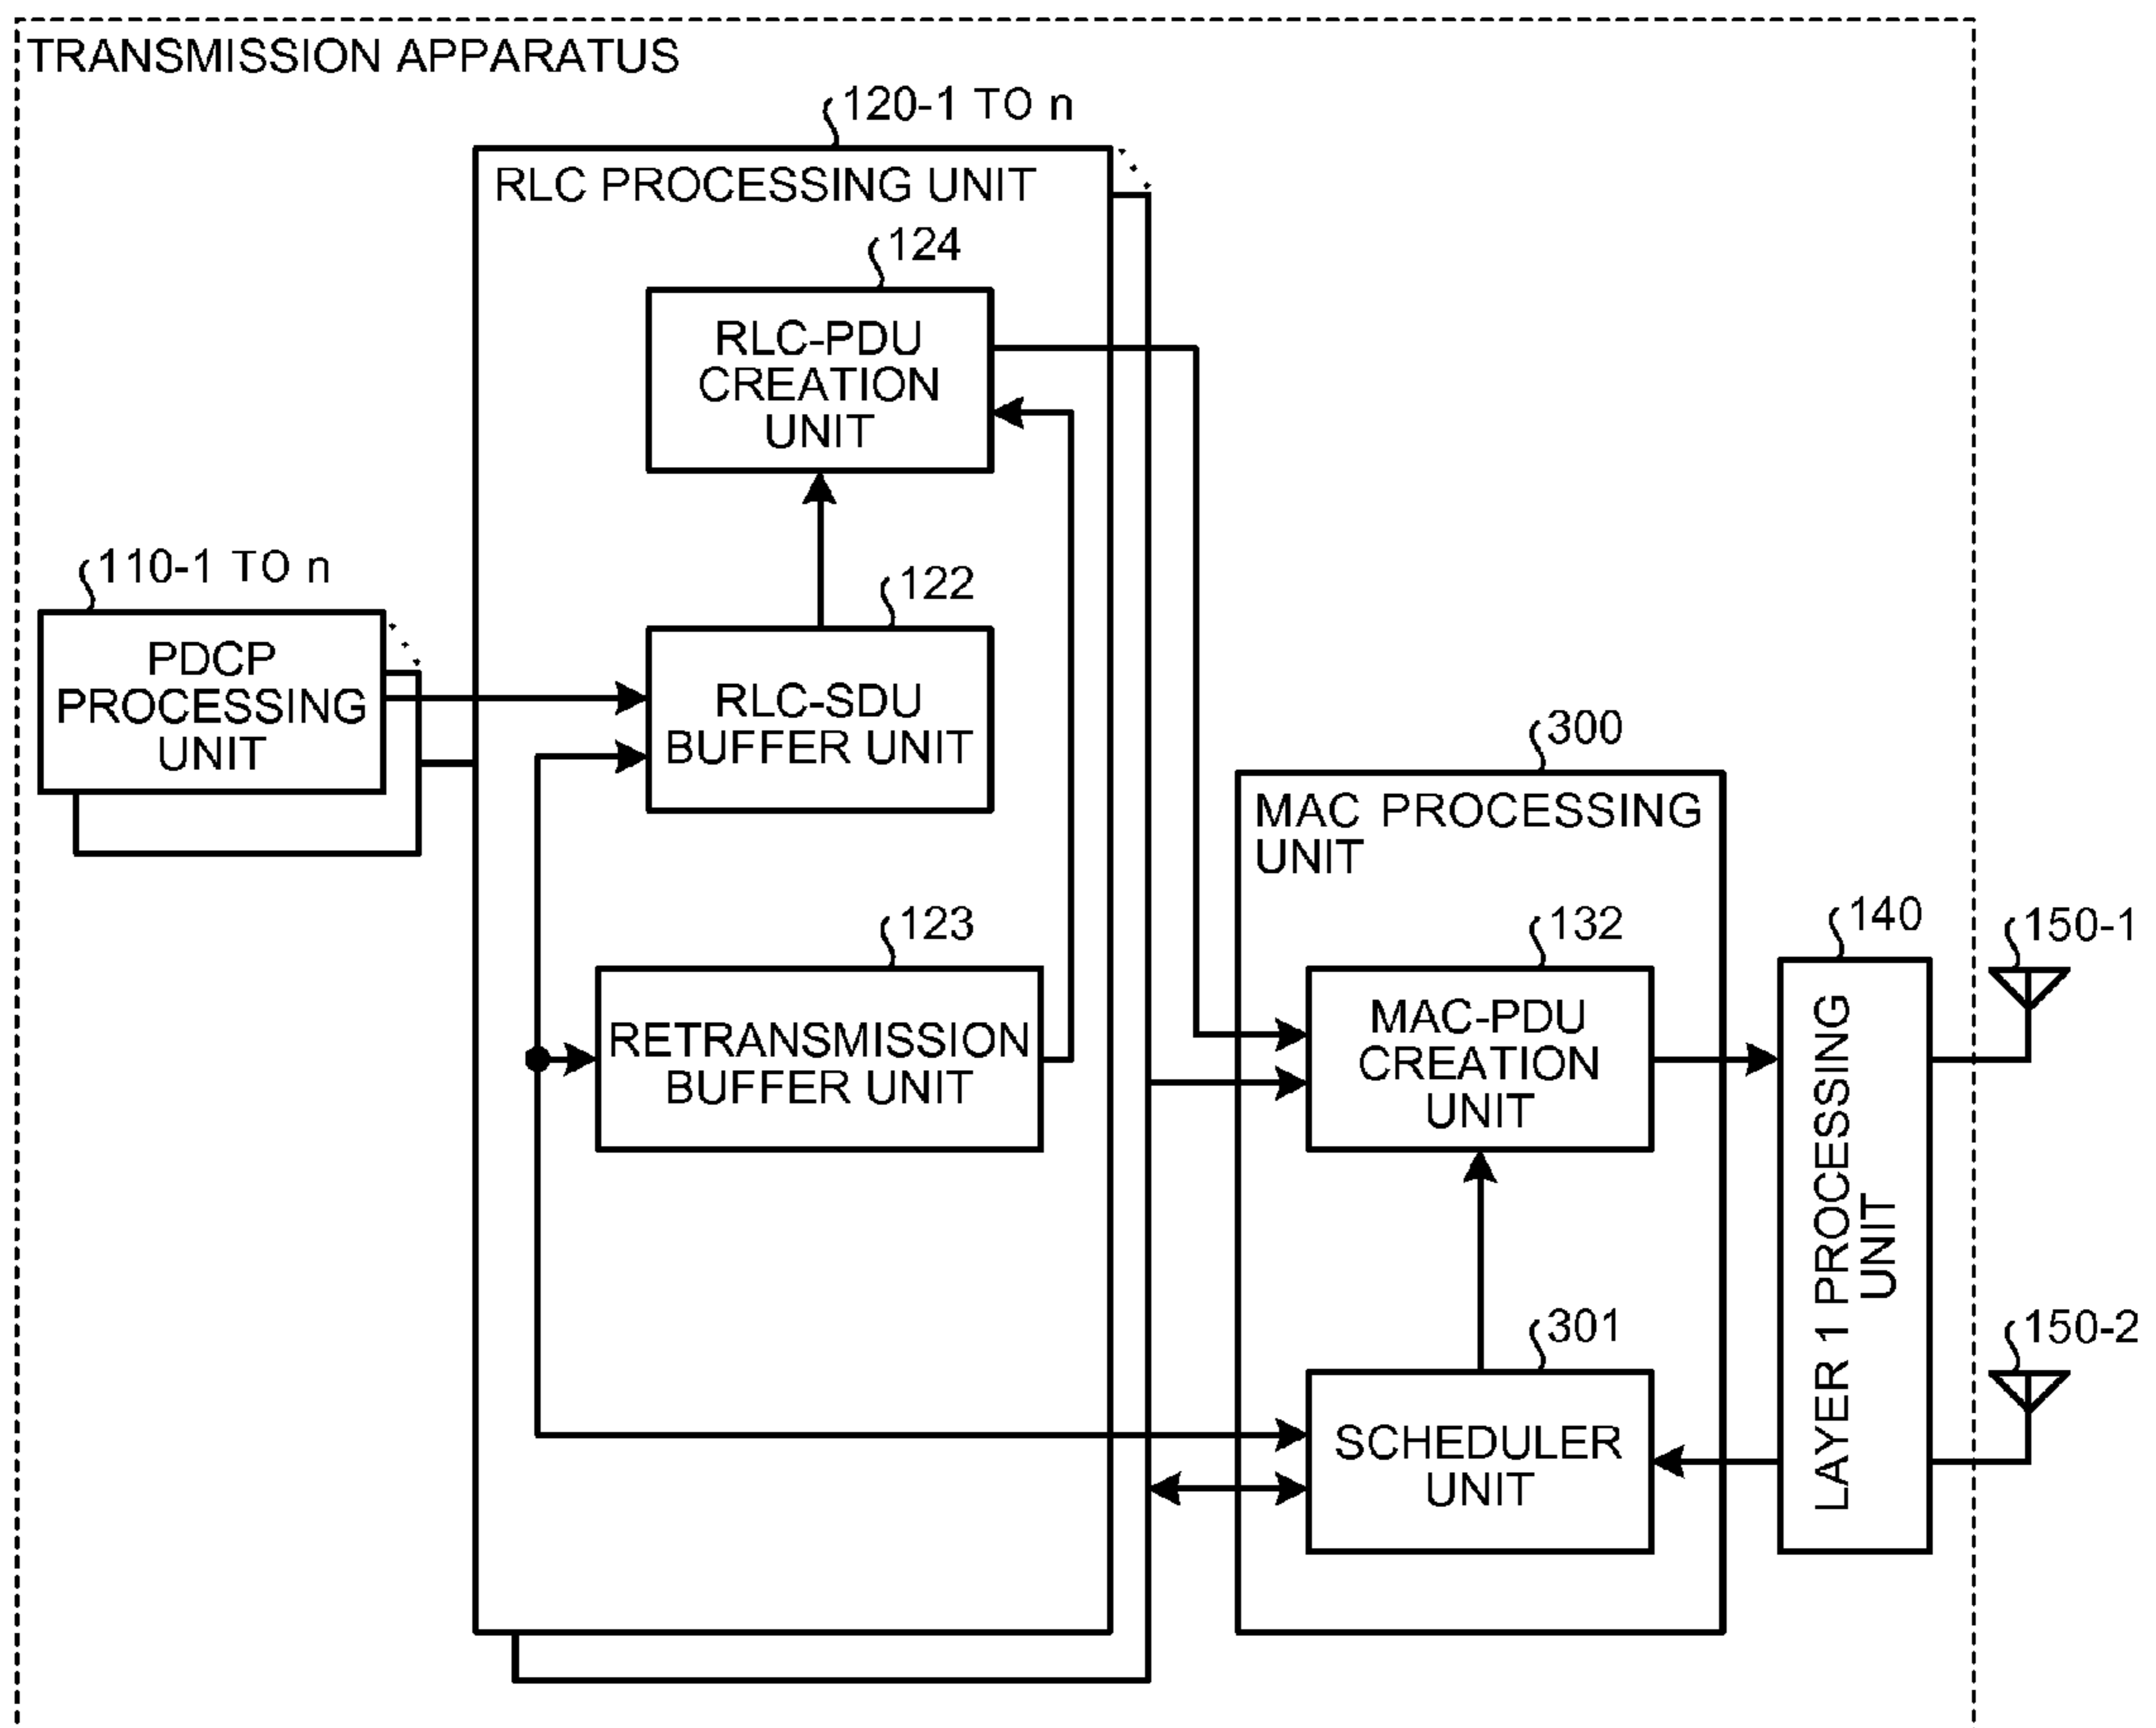 TRANSMISSION APPARATUS
120-1 TO n
RLC PROCESSING UNIT
124
RLC-PDU
CREATION
UNIT
110-1 TO n
PDCP
PROCESSING
UNIT
122
RLC-SDU
BUFFER UNIT
123
RETRANSMISSION
BUFFER UNIT
300
MAC PROCESSING
UNIT
132
MAC-PDU
CREATION
UNIT
301
SCHEDULER
UNIT
140
LAYER 1 PROCESSING
UNIT
150-1
150-2